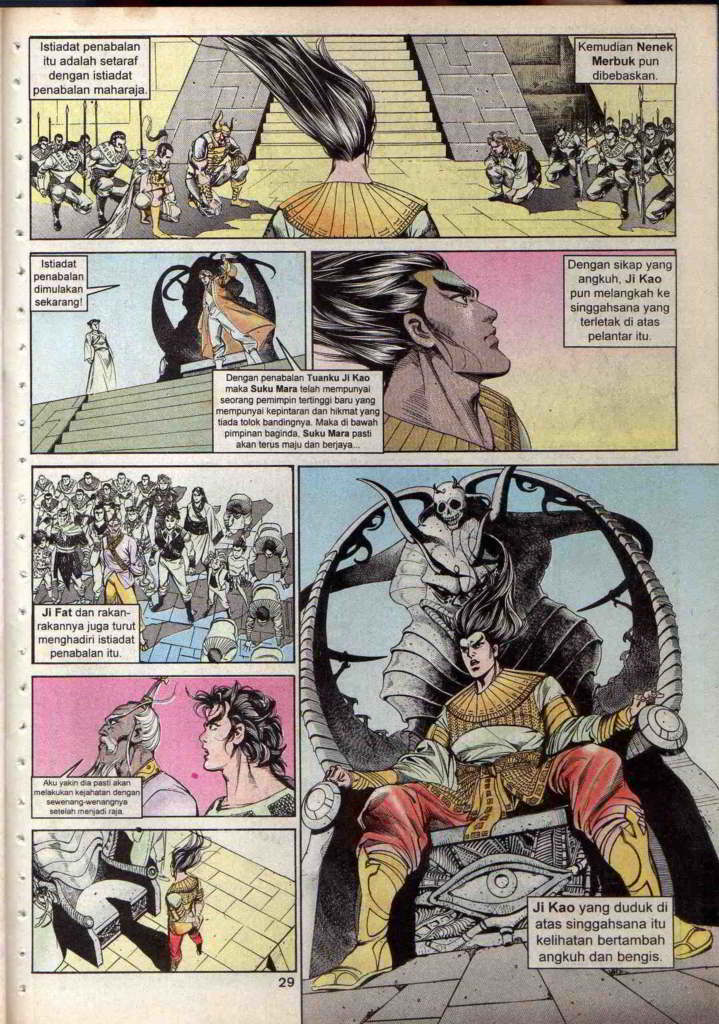 Istiadat penabalan
itu adalah setaraf
dengan istiadat
penabalan maharaja.
Kemudian Nenek
Merbuk pun
dibebaskan.
Istiadat
penabalan
dimulakan
sekarang!
Dengan penabalan Tuanku Ji Kao
maka Suku Mara telah mempunyai
seorang pemimpin tertinggi baru yang
mempunyai kepintaran dan hikmat yang
tiada tolok bandingnya. Maka di bawah
pimpinan baginda, Suku Mara pasti
akan terus maju dan berjaya...
Dengan sikap yang
angkuh, Ji Kao
pun melangkah ke
singgahsana yang
terletak di atas
pelantar itu.
Ji Fat dan rakan-
rakannya juga turut
menghadiri istiadat
penabalan itu.
Aku yakin dia pasti akan
melakukan kejahatan dengan
sewenang-wenangnya
setelah menjadi raja.
Ji Kao yang duduk di
atas singgahsana itu
kelihatan bertambah
angkuh dan bengis.
29